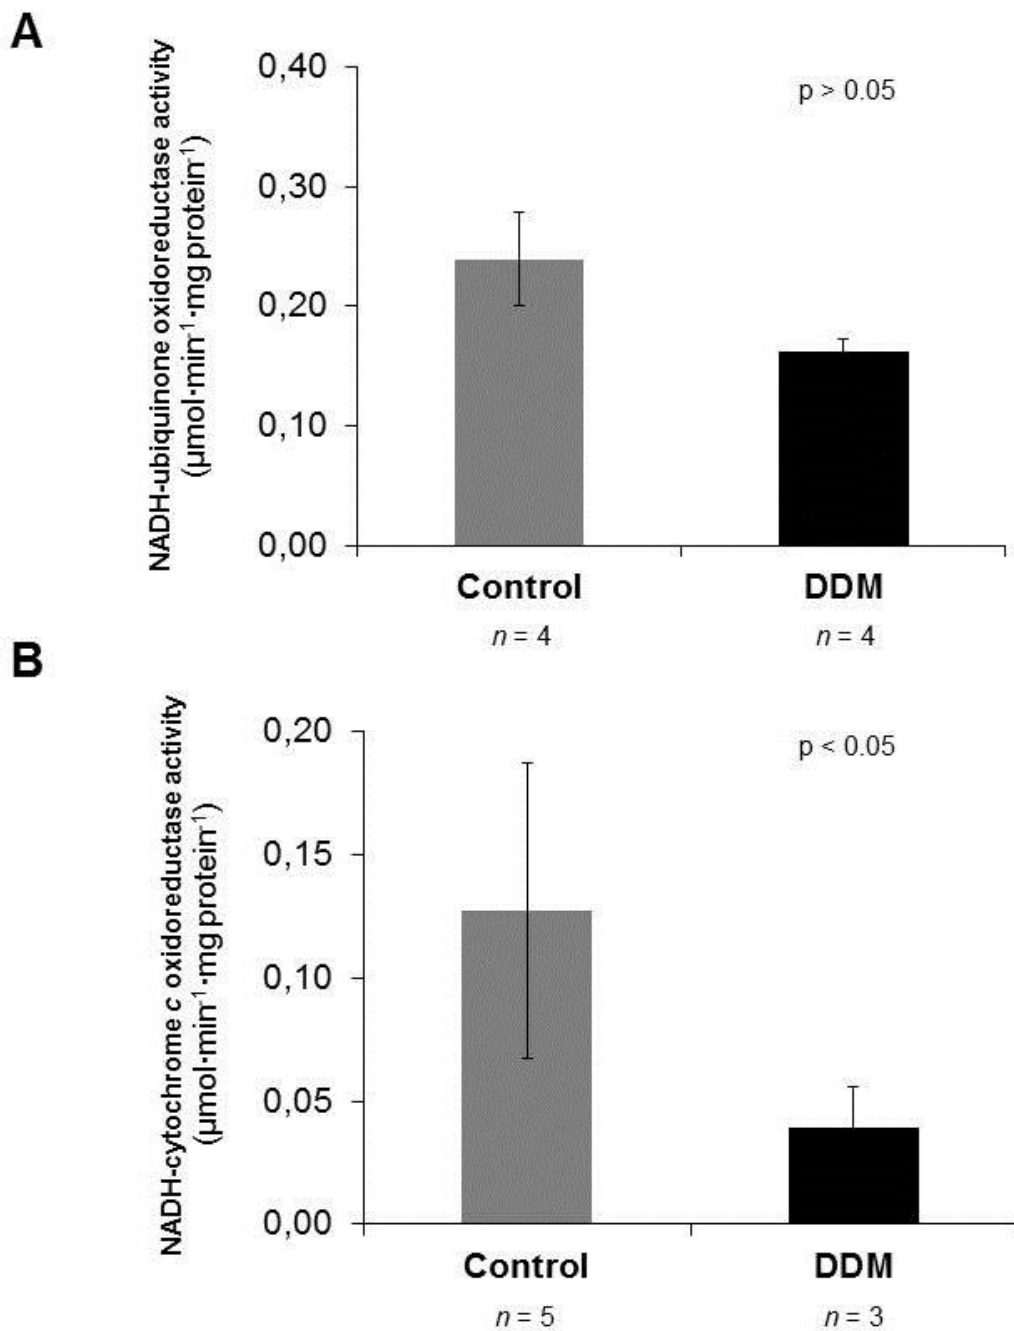 A
NADH-ubiquinone oxidoreductase activity
(μmol·min⁻¹·mg protein⁻¹)
0,40
0,30
0,20
0,10
0,00
p > 0.05
Control
DDM
n = 4
n = 4
B
NADH-cytochrome c oxidoreductase activity
(μmol·min⁻¹·mg protein⁻¹)
0,20
0,15
0,10
0,05
0,00
p < 0.05
Control
DDM
n = 5
n = 3